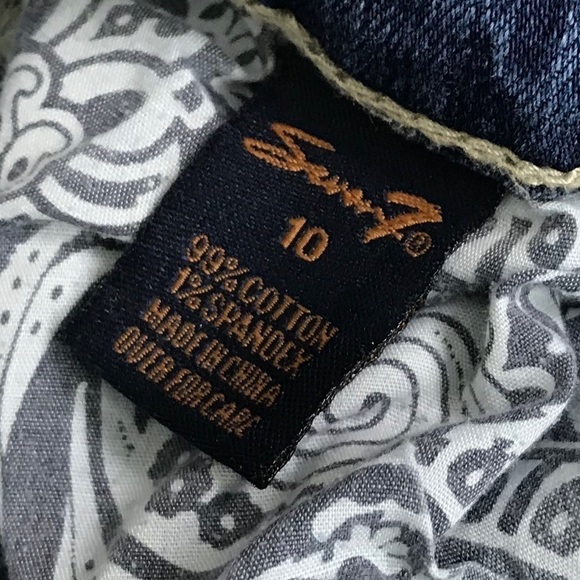 Seven7®
10
99% COTTON
1% SPANDEX
MADE IN CHINA
OVER FOR CARE